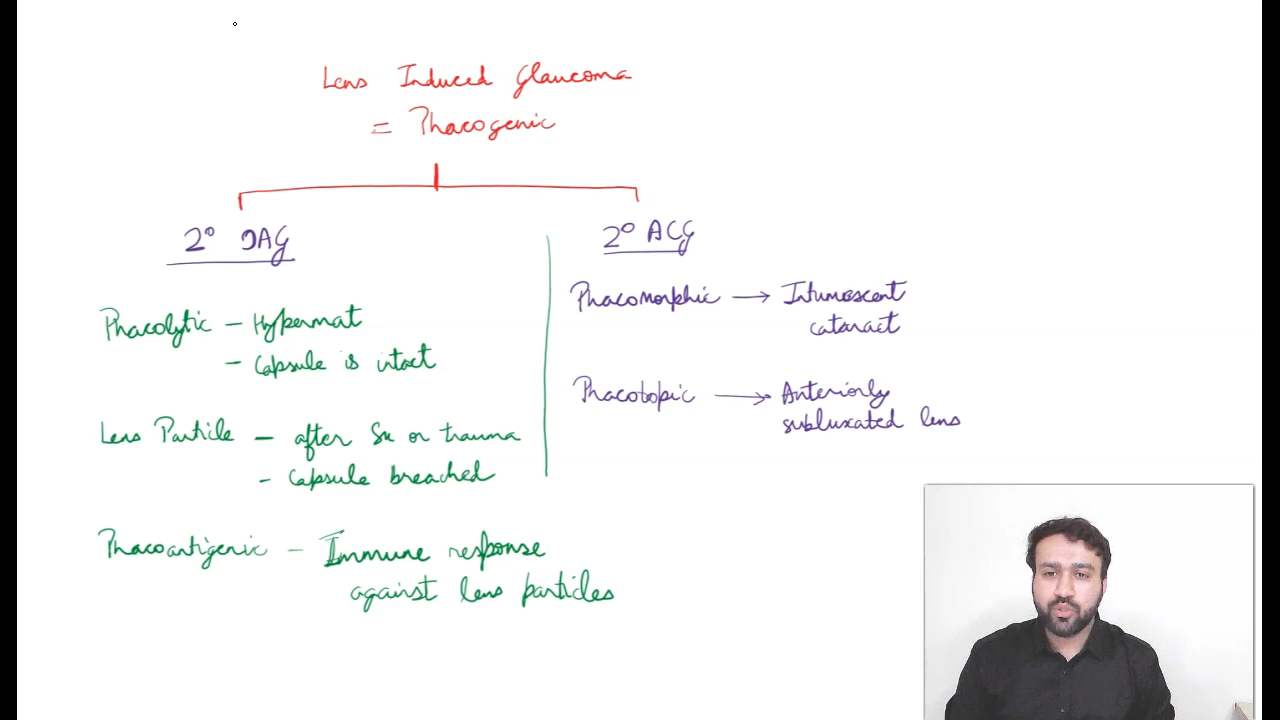 Lens Induced Glaucoma
= Phacogenic
2° OAG
Phacolytic - Hypermat
- Capsule is intact
Lens Particle - after Sx or trauma
- Capsule breached
Phacoantigenic - Immune response
against lens particles
2° ACG
Phacomorphic → Intumescent
cataract
Phacotopic → Anteriorly
subluxated lens